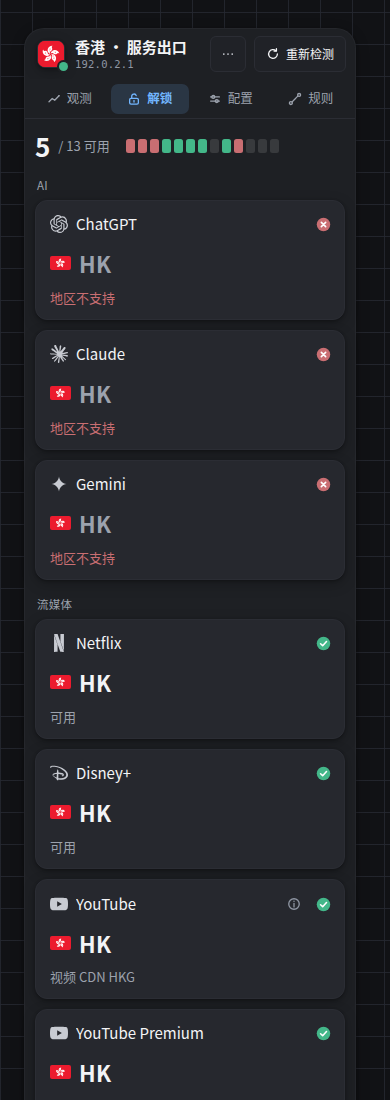 香港 · 服务出口
192.0.2.1
...
重新检测
观测
解锁
配置
规则
5 / 13 可用
AI
ChatGPT
HK
地区不支持
Claude
HK
地区不支持
Gemini
HK
地区不支持
流媒体
Netflix
HK
可用
Disney+
HK
可用
YouTube
HK
视频 CDN HKG
YouTube Premium
HK